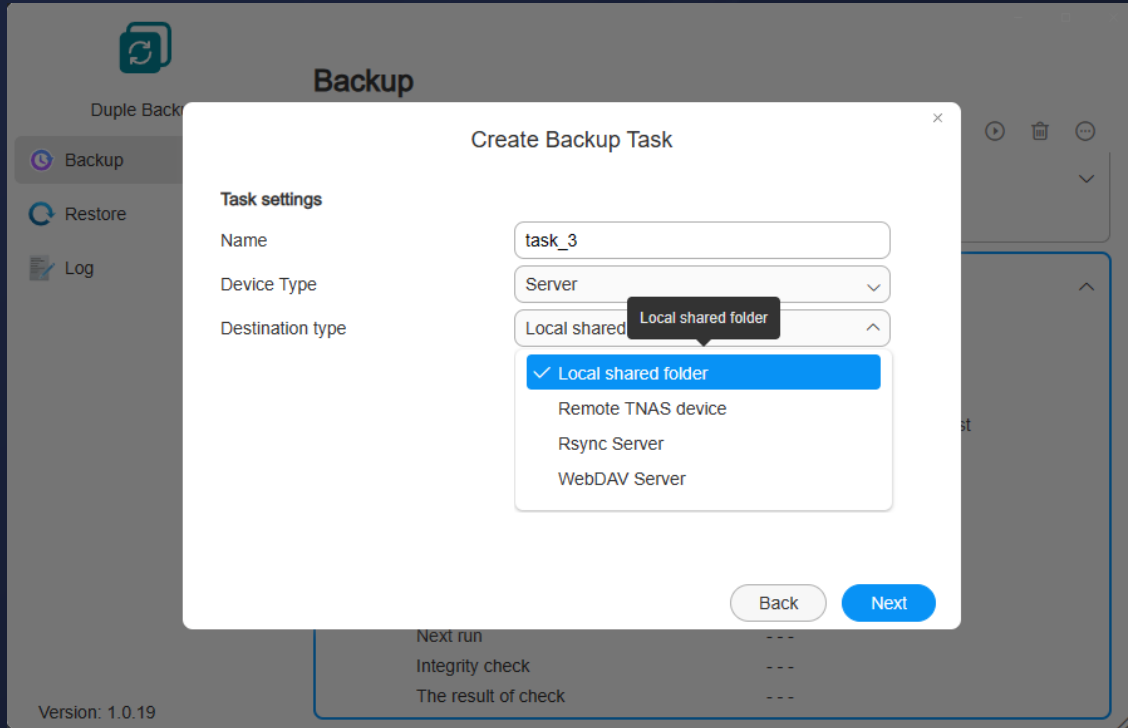 Backup
Duple Back
Backup
Restore
Log
Create Backup Task
Task settings
Name
task_3
Device Type
Server
Destination type
Local shared
Local shared folder
Local shared folder
Remote TNAS device
Rsync Server
WebDAV Server
st
Back
Next
Next run
---
Integrity check
---
The result of check
---
Version: 1.0.19